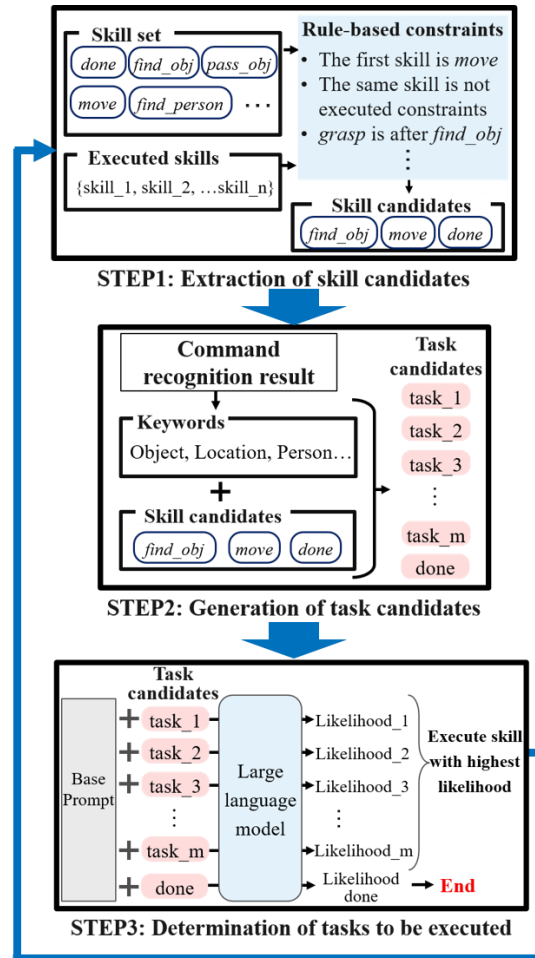 Skill set
done find_obj pass_obj
move find_person ...
Executed skills
{skill_1, skill_2, ...skill_n}
Rule-based constraints
• The first skill is move
• The same skill is not
executed constraints
• grasp is after find_obj
⋮
Skill candidates
find_obj move done
STEP1: Extraction of skill candidates
Command
recognition result
Keywords
Object, Location, Person…
+
Skill candidates
find_obj move done
Task
candidates
task_1
task_2
task_3
⋮
task_m
done
STEP2: Generation of task candidates
Base
Prompt
Task
candidates
+ task_1
+ task_2
+ task_3
⋮
+ task_m
+ done
Large
language
model
Likelihood_1
Likelihood_2
Likelihood_3
⋮
Likelihood_m
Likelihood
done
Execute skill
with highest
likelihood
End
STEP3: Determination of tasks to be executed